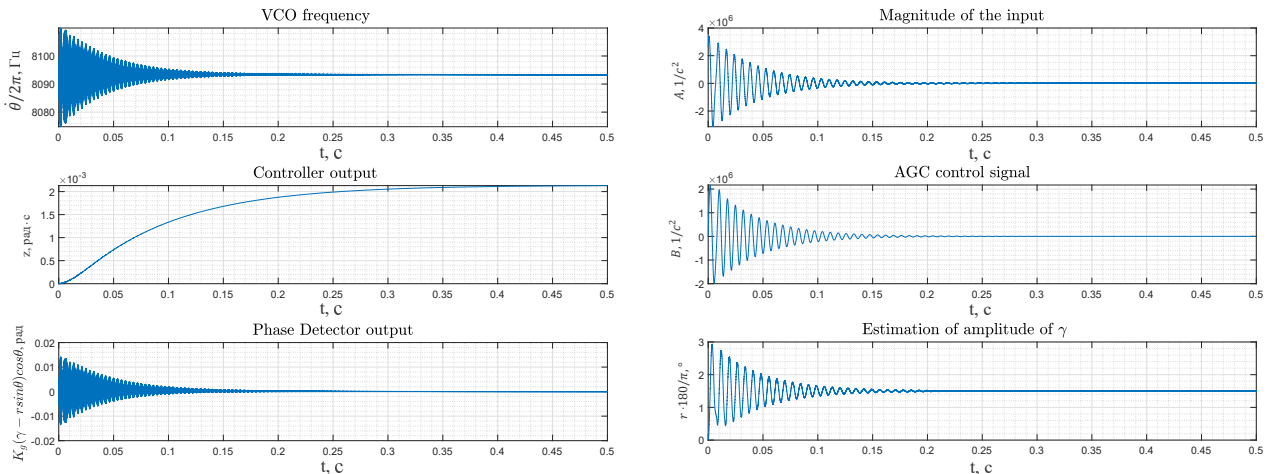 VCO frequency
θ̇/2π, Гц
8100
8090
8080
0 0.05 0.1 0.15 0.2 0.25 0.3 0.35 0.4 0.45 0.5
t, c
Magnitude of the input
×10⁶
A, 1/c²
4
2
0
-2
0 0.05 0.1 0.15 0.2 0.25 0.3 0.35 0.4 0.45 0.5
t, c
Controller output
×10⁻³
z, рад·с
2
1.5
1
0.5
0
0 0.05 0.1 0.15 0.2 0.25 0.3 0.35 0.4 0.45 0.5
t, c
AGC control signal
×10⁶
B, 1/c²
2
1
0
-1
-2
0 0.05 0.1 0.15 0.2 0.25 0.3 0.35 0.4 0.45 0.5
t, c
Phase Detector output
K_g(γ − rsinθ)cosθ, рад
0.02
0.01
0
-0.01
-0.02
0 0.05 0.1 0.15 0.2 0.25 0.3 0.35 0.4 0.45 0.5
t, c
Estimation of amplitude of γ
r·180/π, °
3
2
1
0
0 0.05 0.1 0.15 0.2 0.25 0.3 0.35 0.4 0.45 0.5
t, c